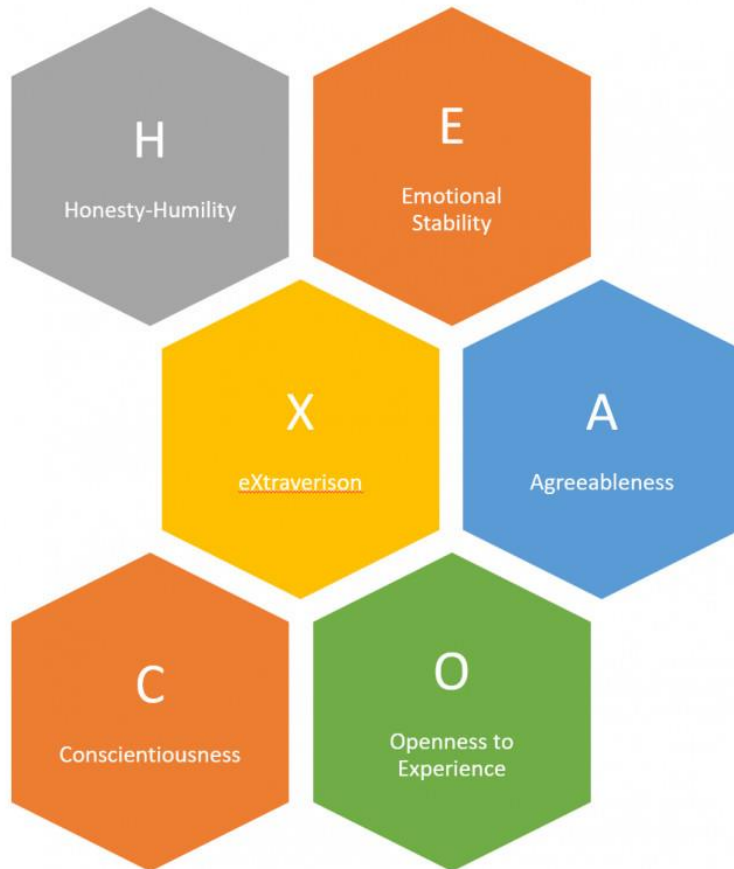 H
Honesty-Humility
E
Emotional
Stability
X
eXtraverison
A
Agreeableness
C
Conscientiousness
O
Openness to
Experience